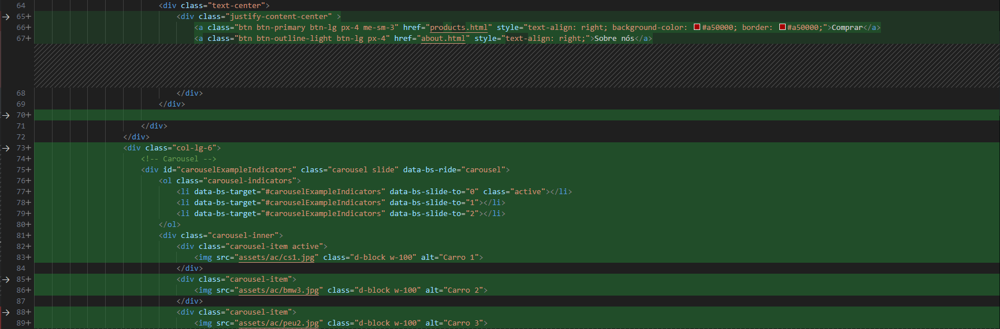 64 <div class="text-center">
65+ <div class="justify-content-center" >
66+ <a class="btn btn-primary btn-lg px-4 me-sm-3" href="products.html" style="text-align: right; background-color: #a50000; border: #a50000;">Comprar</a>
67+ <a class="btn btn-outline-light btn-lg px-4" href="about.html" style="text-align: right;">Sobre nós</a>
68 </div>
69 </div>
70+
71 </div>
72 </div>
73+ <div class="col-lg-6">
74+ <!-- Carousel -->
75+ <div id="carouselExampleIndicators" class="carousel slide" data-bs-ride="carousel">
76+ <ol class="carousel-indicators">
77+ <li data-bs-target="#carouselExampleIndicators" data-bs-slide-to="0" class="active"></li>
78+ <li data-bs-target="#carouselExampleIndicators" data-bs-slide-to="1"></li>
79+ <li data-bs-target="#carouselExampleIndicators" data-bs-slide-to="2"></li>
80+ </ol>
81+ <div class="carousel-inner">
82+ <div class="carousel-item active">
83+ <img src="assets/ac/cs1.jpg" class="d-block w-100" alt="Carro 1">
84 </div>
85+ <div class="carousel-item">
86+ <img src="assets/ac/bmw3.jpg" class="d-block w-100" alt="Carro 2">
87 </div>
88+ <div class="carousel-item">
89+ <img src="assets/ac/peu2.jpg" class="d-block w-100" alt="Carro 3">